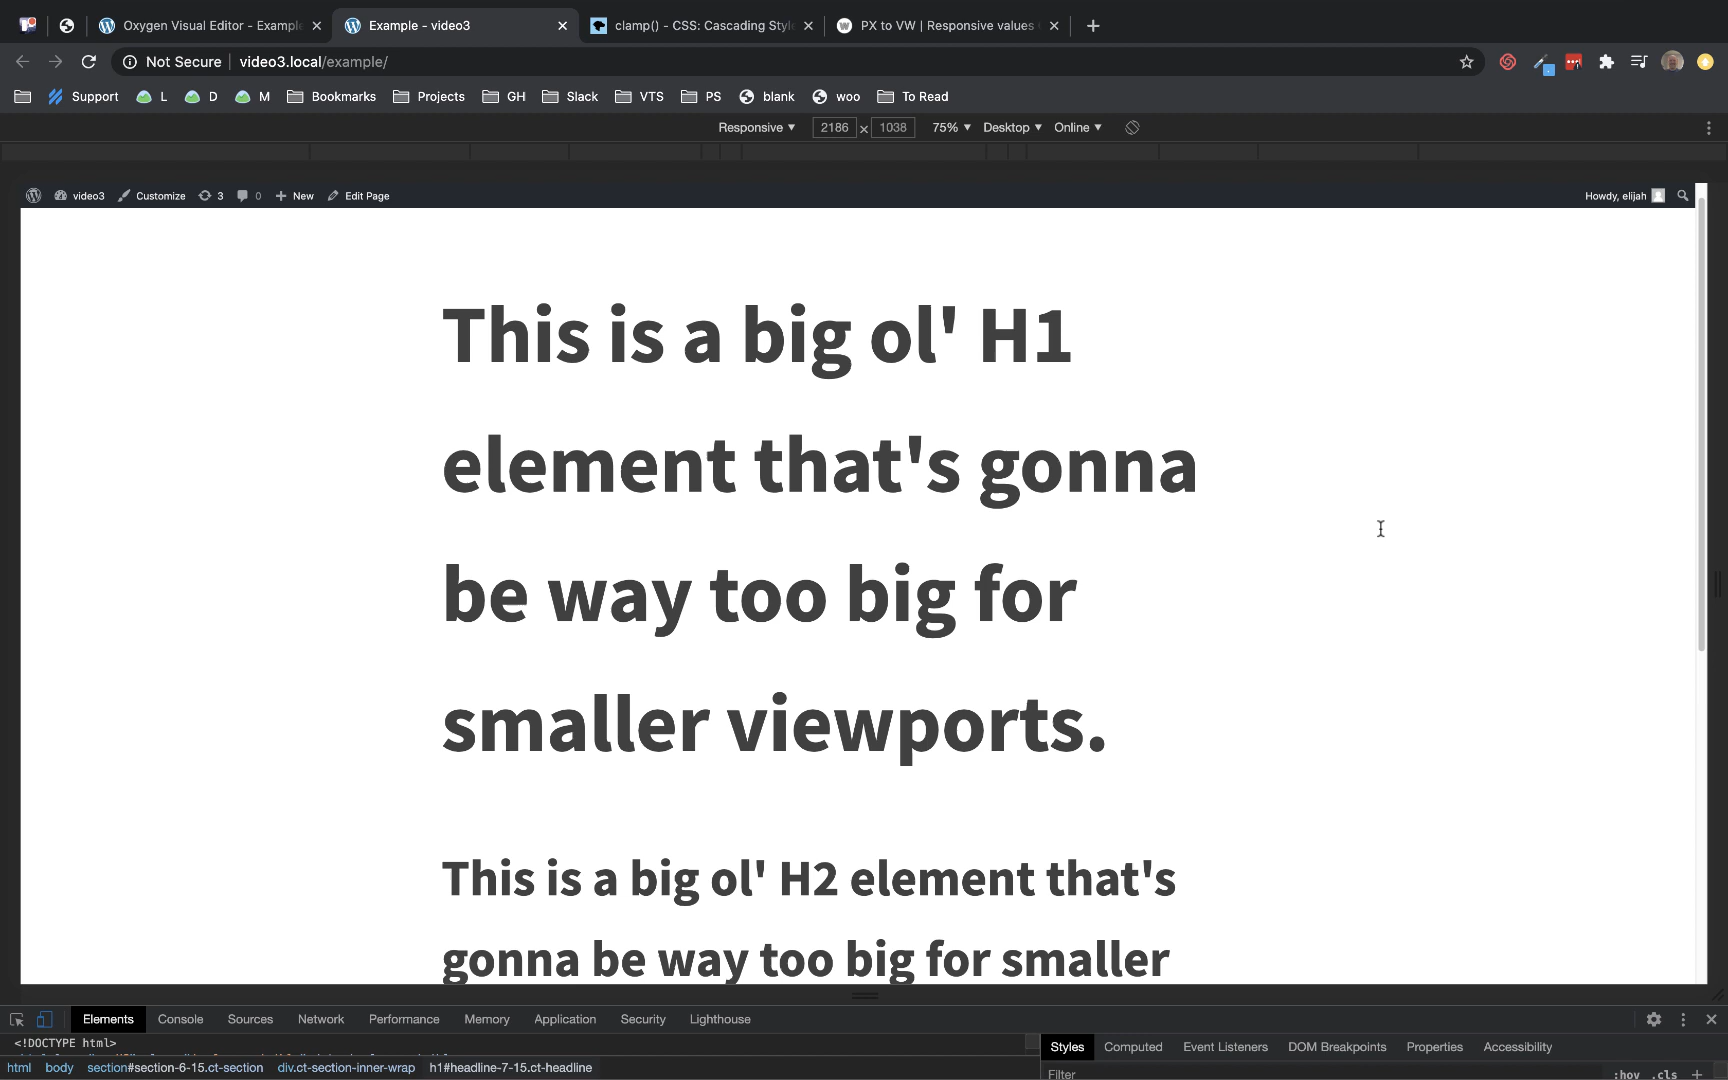 Oxygen Visual Editor - Example
Example - video3
clamp() - CSS: Cascading Style
PX to VW | Responsive values
Not Secure
video3.local/example/
Support
L
D
M
Bookmarks
Projects
GH
Slack
VTS
PS
blank
woo
To Read
Responsive
2186 x 1038
75%
Desktop
Online
video3
Customize
3
0
New
Edit Page
Howdy, elijah
This is a big ol' H1
element that's gonna
be way too big for
smaller viewports.
This is a big ol' H2 element that's
gonna be way too big for smaller
Elements
Console
Sources
Network
Performance
Memory
Application
Security
Lighthouse
<!DOCTYPE html>
Styles
Computed
Event Listeners
DOM Breakpoints
Properties
Accessibility
html
body
section#section-6-15.ct-section
div.ct-section-inner-wrap
h1#headline-7-15.ct-headline
Filter
:hov
.cls